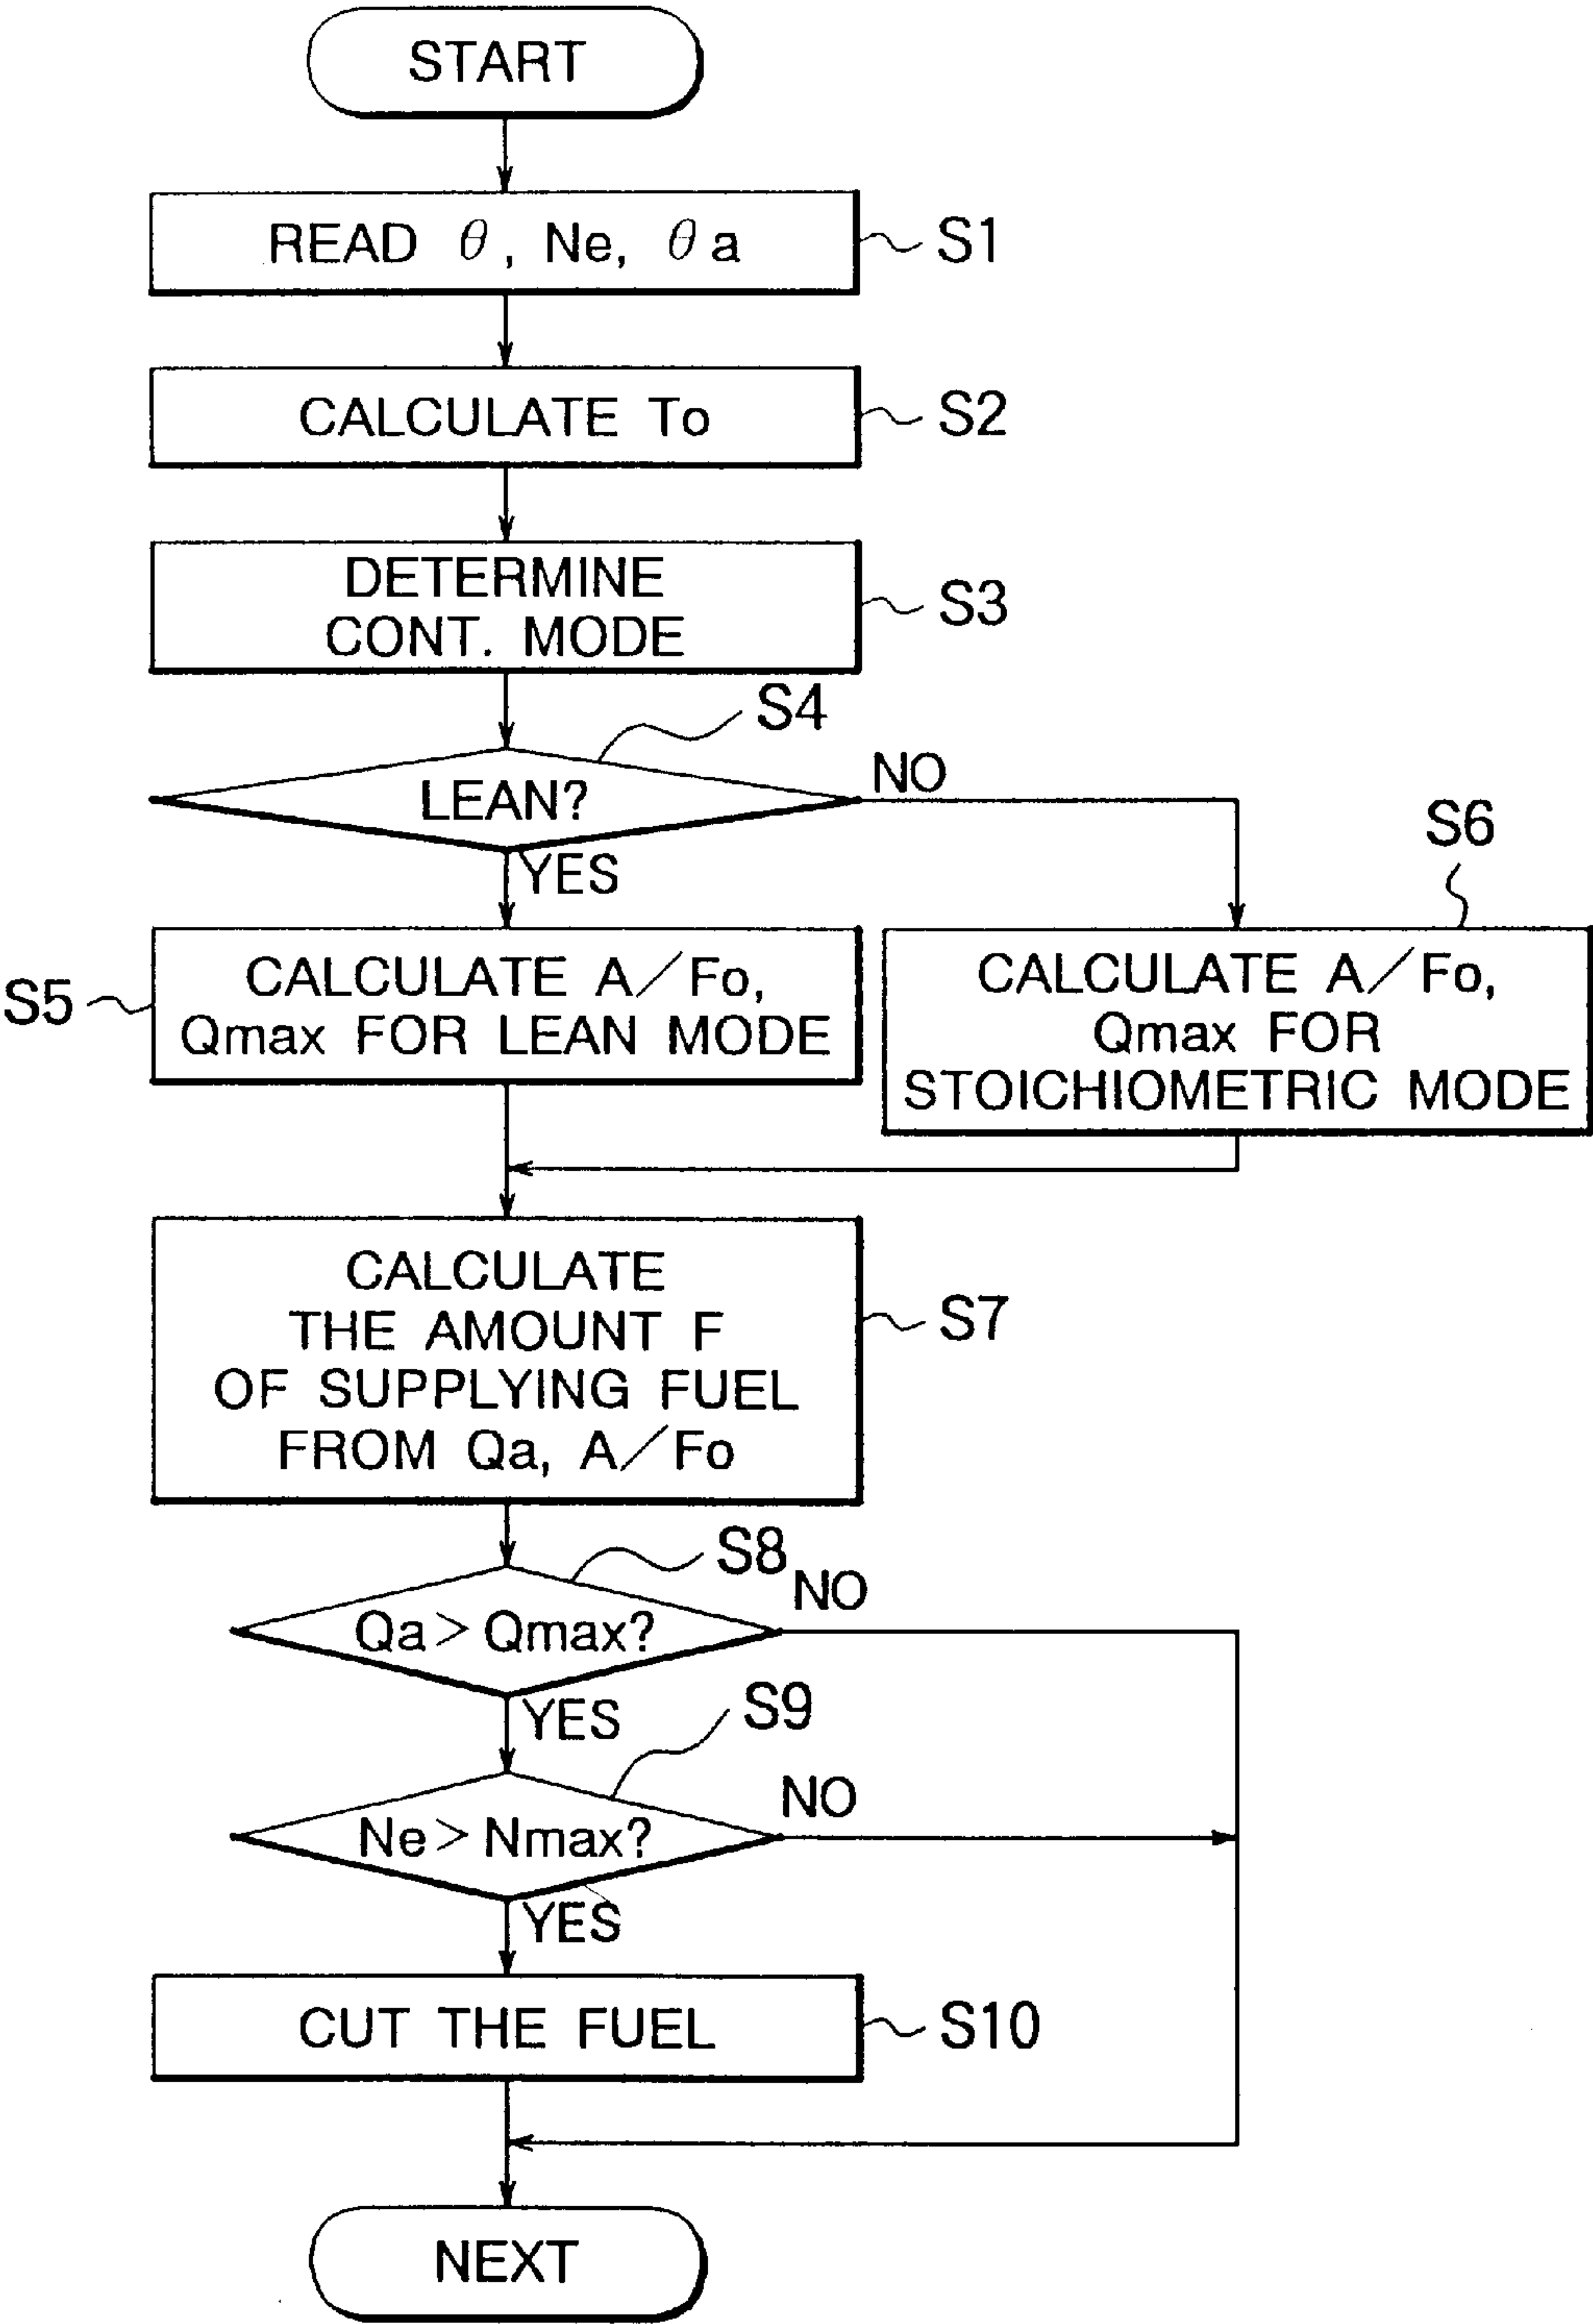 START
READ θ, Ne, θa
S1
CALCULATE To
S2
DETERMINE
CONT. MODE
S3
S4
LEAN?
NO
YES
S6
S5
CALCULATE A/Fo,
Qmax FOR LEAN MODE
CALCULATE A/Fo,
Qmax FOR
STOICHIOMETRIC MODE
CALCULATE
THE AMOUNT F
OF SUPPLYING FUEL
FROM Qa, A/Fo
S7
S8
Qa > Qmax?
NO
YES
S9
Ne > Nmax?
NO
YES
CUT THE FUEL
S10
NEXT